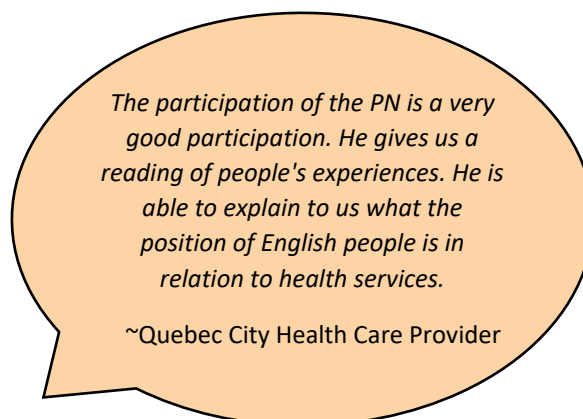 The participation of the PN is a very
good participation. He gives us a
reading of people's experiences. He is
able to explain to us what the
position of English people is in
relation to health services.
~Quebec City Health Care Provider